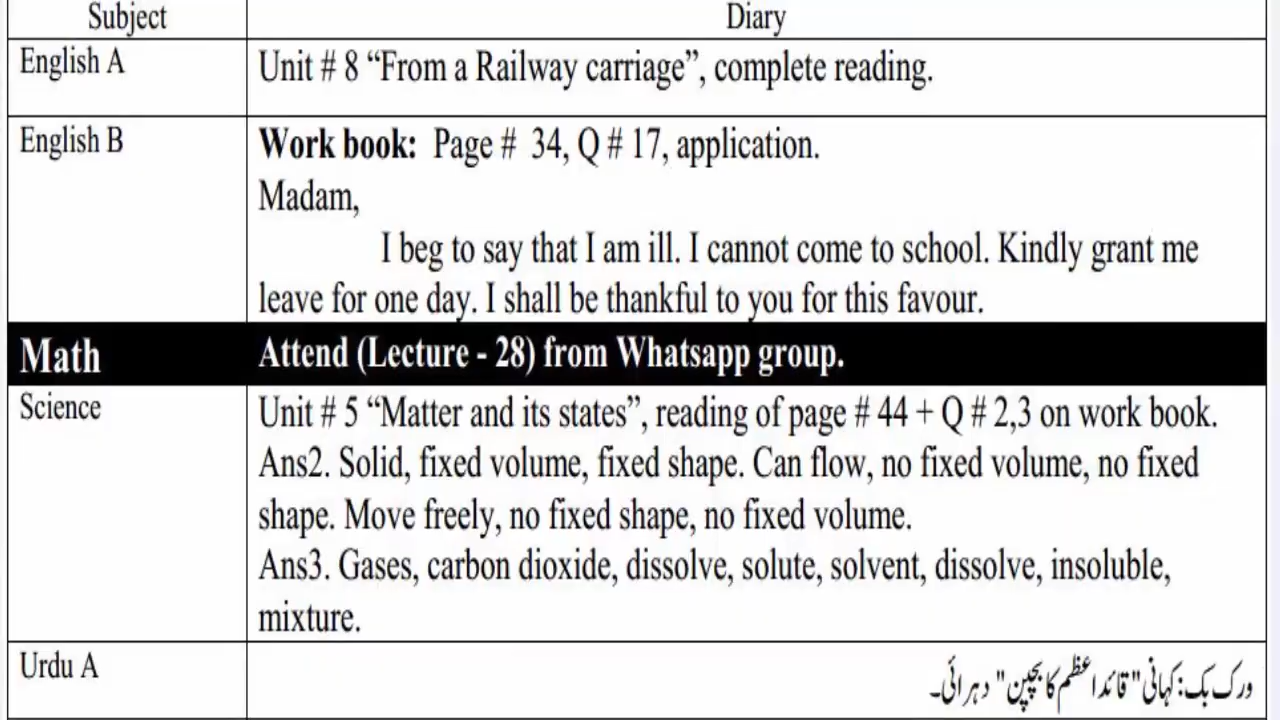 Subject Diary
English A Unit # 8 “From a Railway carriage”, complete reading.
English B Work book: Page # 34, Q # 17, application.
Madam,
I beg to say that I am ill. I cannot come to school. Kindly grant me
leave for one day. I shall be thankful to you for this favour.
Math Attend (Lecture - 28) from Whatsapp group.
Science Unit # 5 “Matter and its states”, reading of page # 44 + Q # 2,3 on work book.
Ans2. Solid, fixed volume, fixed shape. Can flow, no fixed volume, no fixed
shape. Move freely, no fixed shape, no fixed volume.
Ans3. Gases, carbon dioxide, dissolve, solute, solvent, dissolve, insoluble,
mixture.
Urdu A ورک بک: کہانی "قائداعظم کا بچپن" دہرائی۔